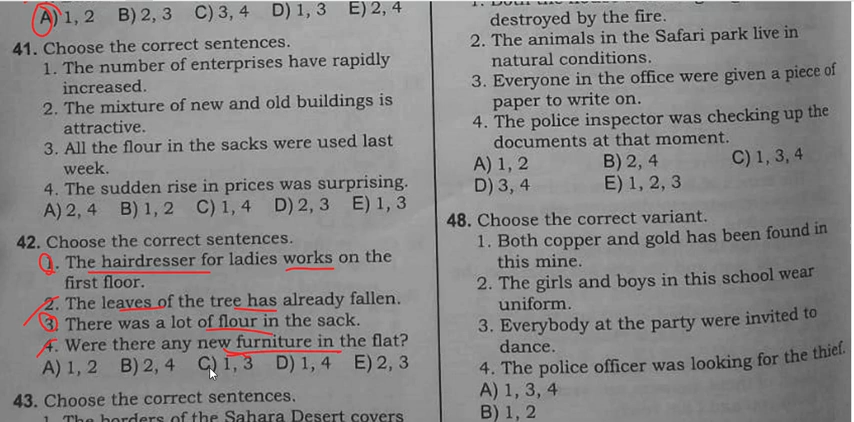 A) 1, 2 B) 2, 3 C) 3, 4 D) 1, 3 E) 2, 4
41. Choose the correct sentences.
1. The number of enterprises have rapidly
increased.
2. The mixture of new and old buildings is
attractive.
3. All the flour in the sacks were used last
week.
4. The sudden rise in prices was surprising.
A) 2, 4 B) 1, 2 C) 1, 4 D) 2, 3 E) 1, 3
42. Choose the correct sentences.
1. The hairdresser for ladies works on the
first floor.
2. The leaves of the tree has already fallen.
3. There was a lot of flour in the sack.
4. Were there any new furniture in the flat?
A) 1, 2 B) 2, 4 C) 1, 3 D) 1, 4 E) 2, 3
43. Choose the correct sentences.
1. The borders of the Sahara Desert covers
destroyed by the fire.
2. The animals in the Safari park live in
natural conditions.
3. Everyone in the office were given a piece of
paper to write on.
4. The police inspector was checking up the
documents at that moment.
A) 1, 2 B) 2, 4 C) 1, 3, 4
D) 3, 4 E) 1, 2, 3
48. Choose the correct variant.
1. Both copper and gold has been found in
this mine.
2. The girls and boys in this school wear
uniform.
3. Everybody at the party were invited to
dance.
4. The police officer was looking for the thief.
A) 1, 3, 4
B) 1, 2